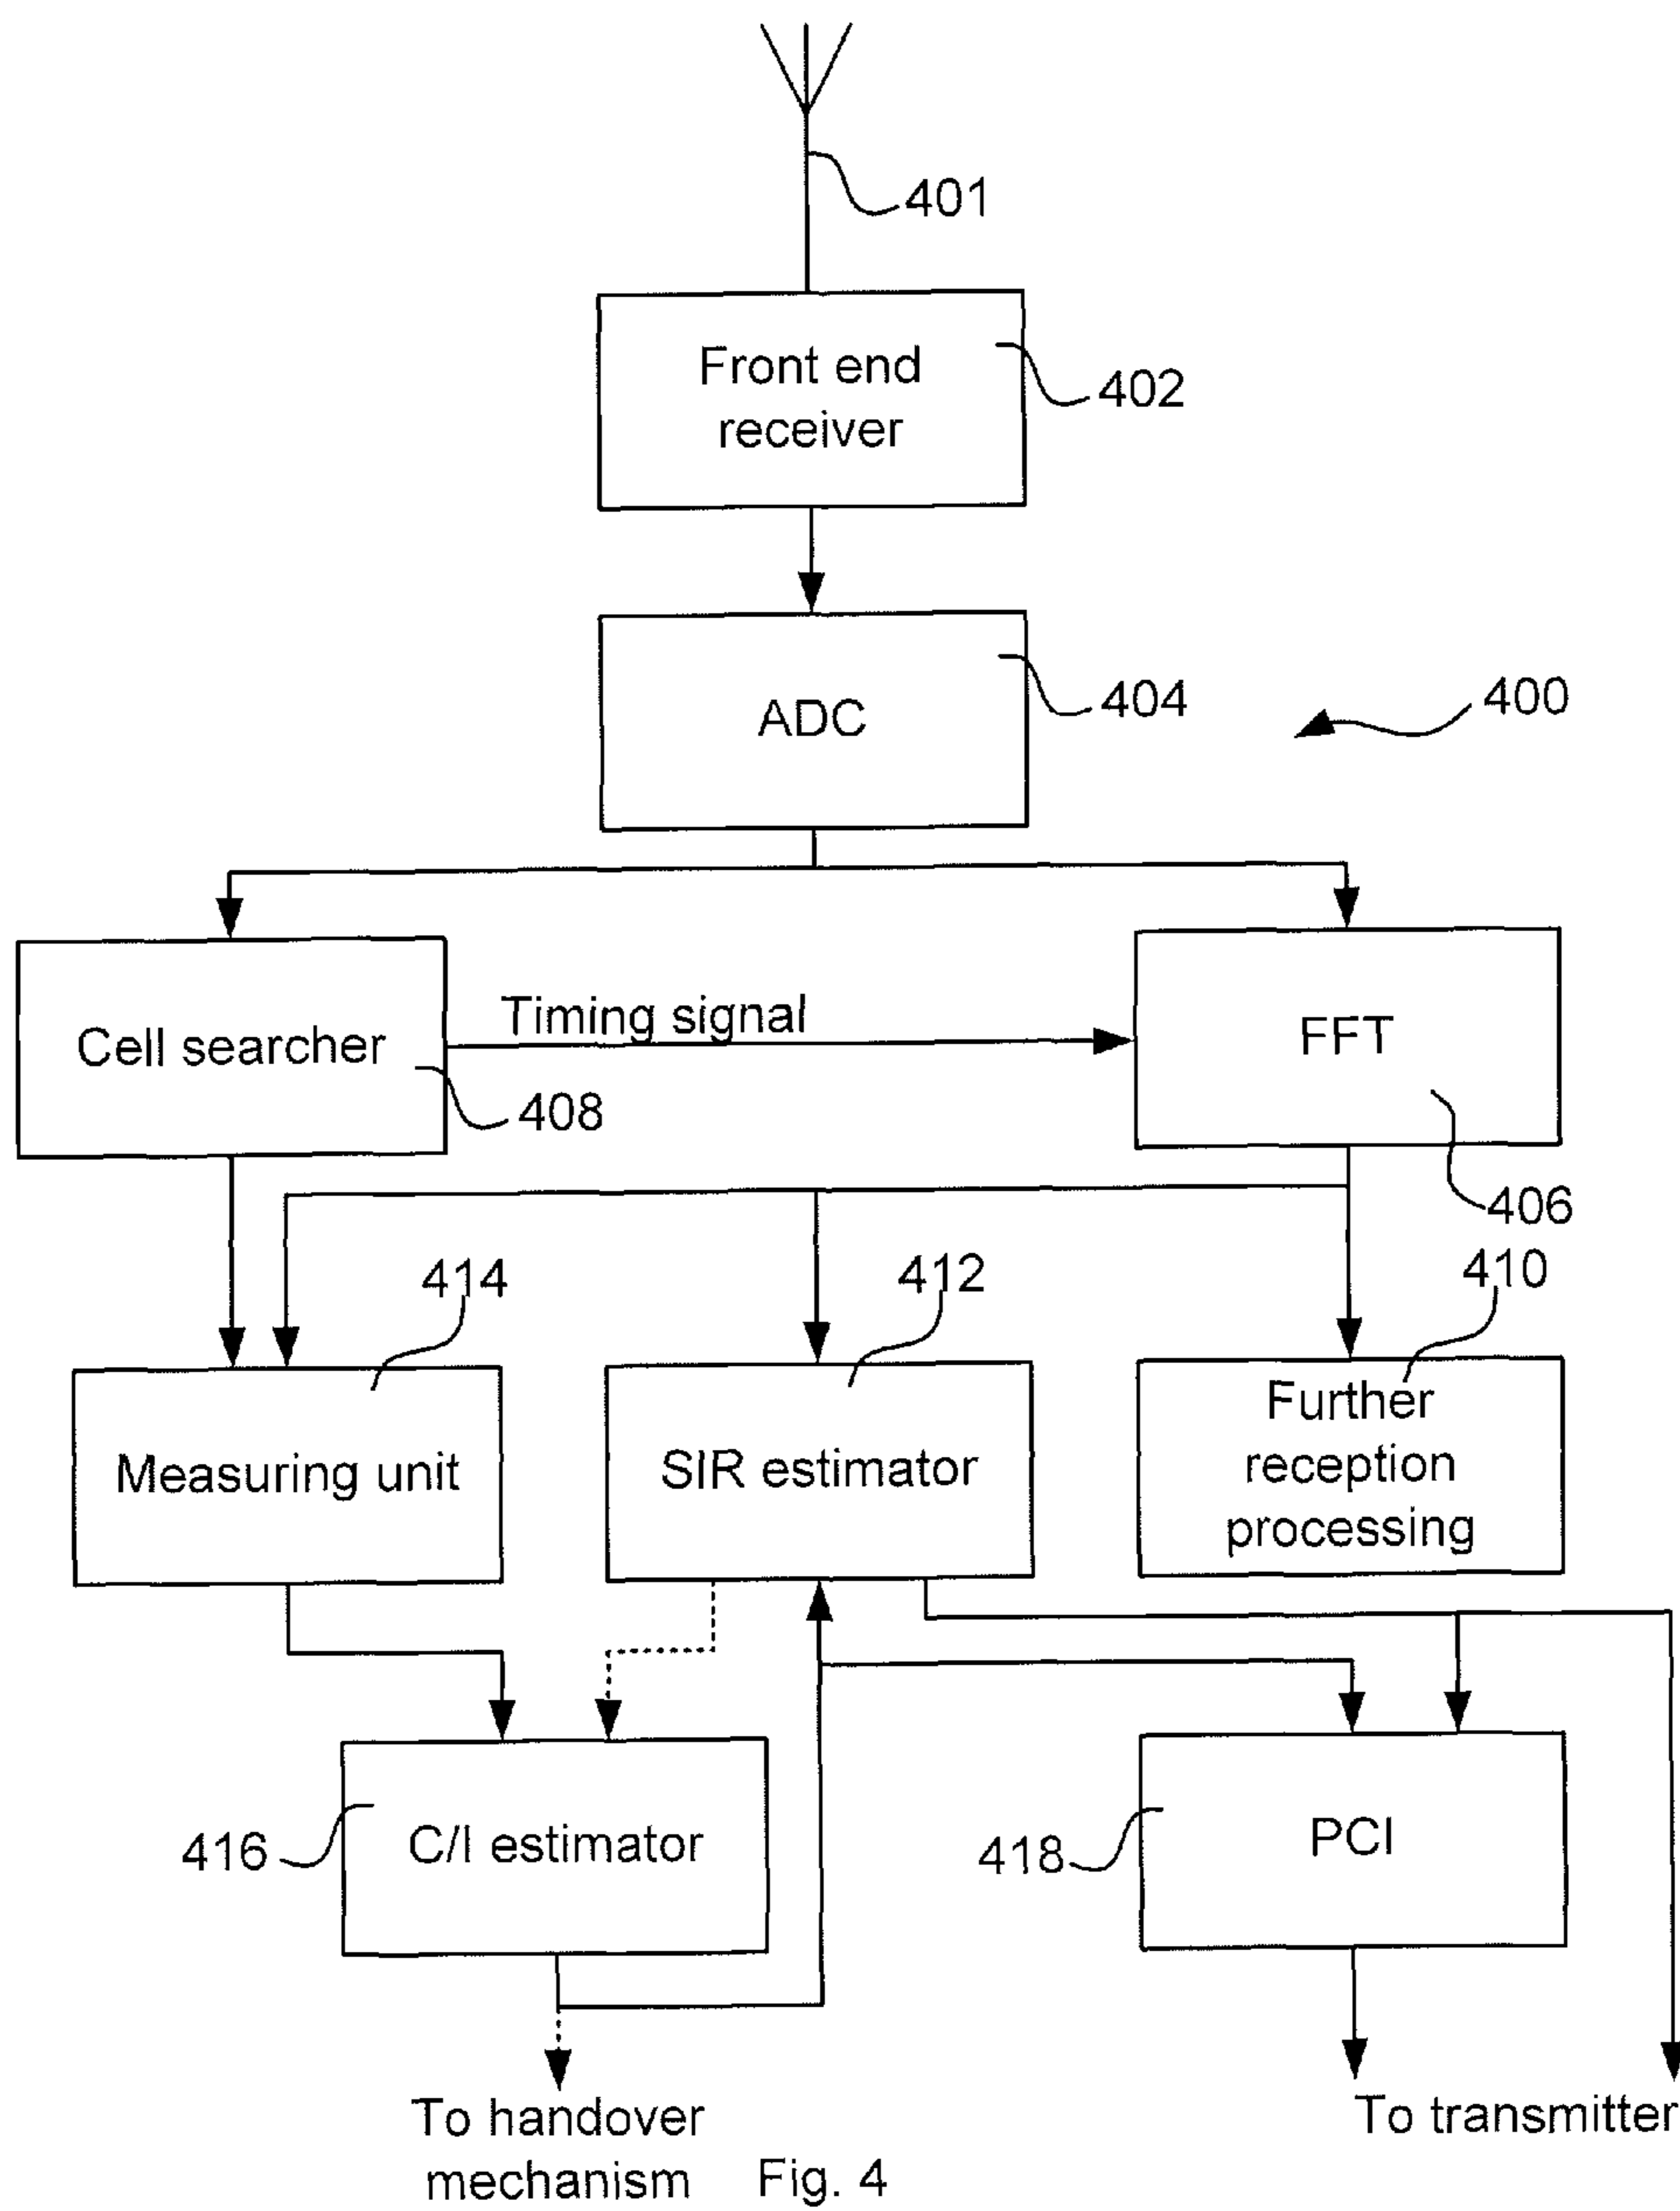 401
Front end
receiver
402
ADC
404
400
Cell searcher
408
Timing signal
FFT
406
414
412
410
Measuring unit
SIR estimator
Further
reception
processing
416
C/I estimator
418
PCI
To handover
mechanism
To transmitter
Fig. 4